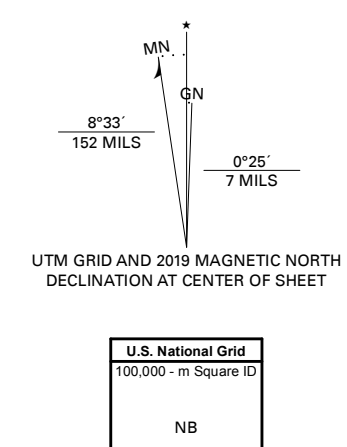 MN
GN
8°33´
152 MILS
0°25´
7 MILS
UTM GRID AND 2019 MAGNETIC NORTH
DECLINATION AT CENTER OF SHEET
U.S. National Grid
100,000 - m Square ID
NB